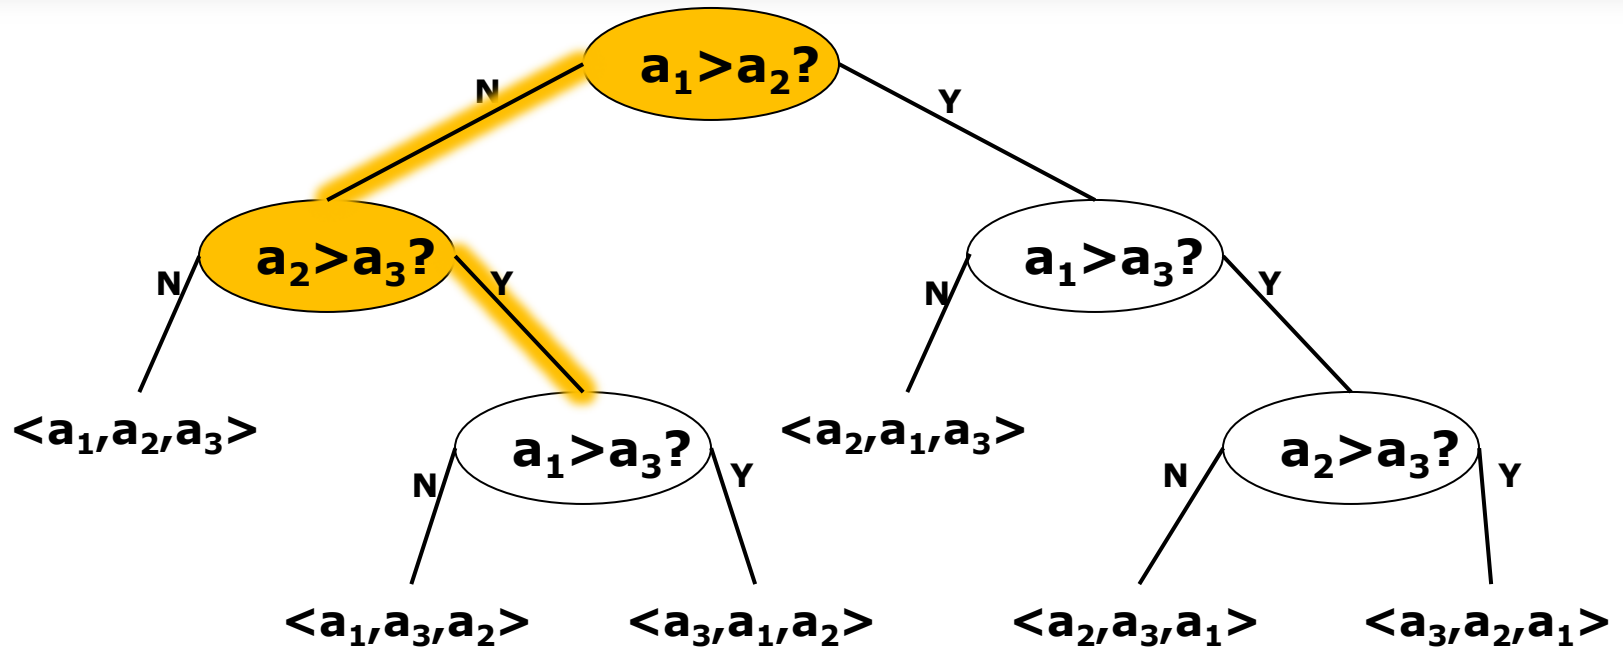 a₁>a₂?
N
Y
a₂>a₃?
a₁>a₃?
N
Y
N
Y
<a₁,a₂,a₃>
a₁>a₃?
<a₂,a₁,a₃>
a₂>a₃?
N
Y
N
Y
<a₁,a₃,a₂>
<a₃,a₁,a₂>
<a₂,a₃,a₁>
<a₃,a₂,a₁>